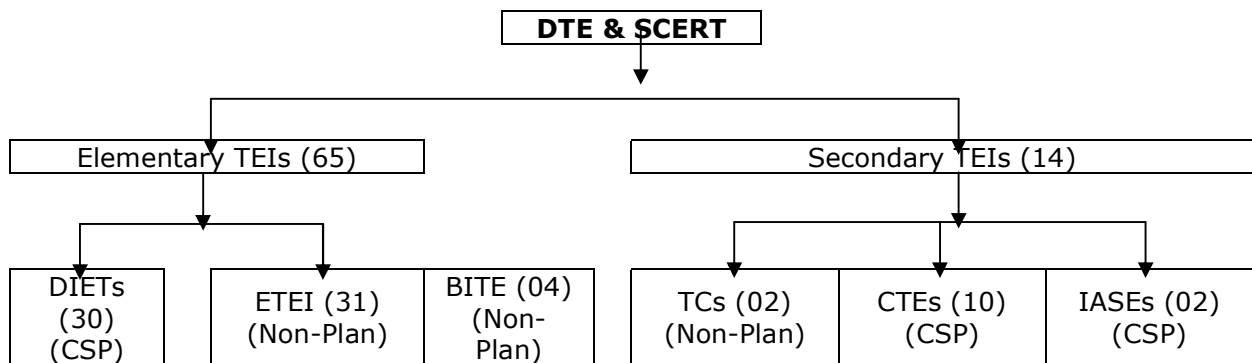 DTE & SCERT
Elementary TEIs (65)
Secondary TEIs (14)
DIETs
(30)
(CSP)
ETEI (31)
(Non-Plan)
BITE (04)
(Non-
Plan)
TCs (02)
(Non-Plan)
CTEs (10)
(CSP)
IASEs (02)
(CSP)